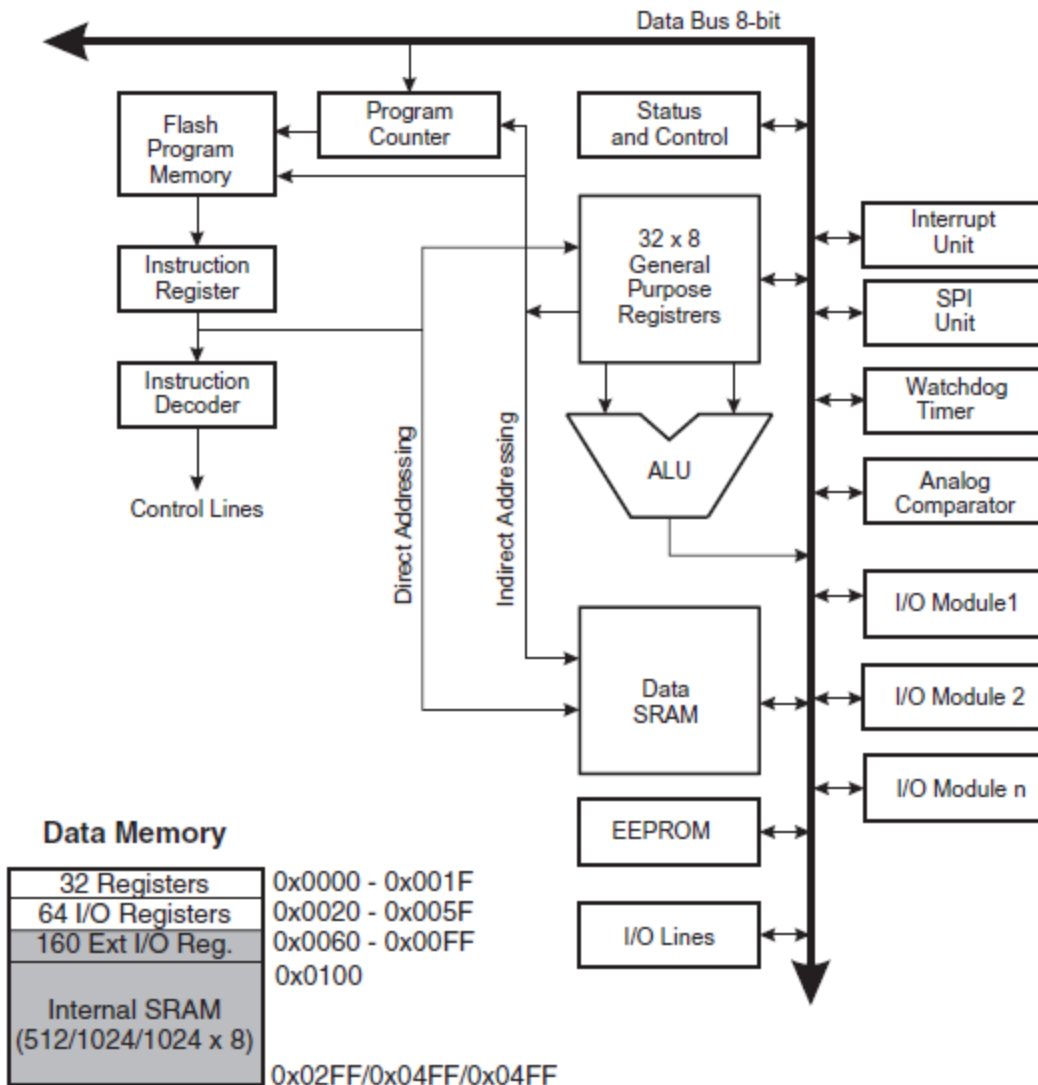 Data Bus 8-bit
Flash
Program
Memory
Program
Counter
Status
and Control
Instruction
Register
32 x 8
General
Purpose
Registrers
Interrupt
Unit
SPI
Unit
Instruction
Decoder
Watchdog
Timer
Control Lines
Direct Addressing
Indirect Addressing
ALU
Analog
Comparator
I/O Module1
Data
SRAM
I/O Module 2
I/O Module n
EEPROM
I/O Lines
Data Memory
32 Registers 0x0000 - 0x001F
64 I/O Registers 0x0020 - 0x005F
160 Ext I/O Reg. 0x0060 - 0x00FF
0x0100
Internal SRAM
(512/1024/1024 x 8)
0x02FF/0x04FF/0x04FF